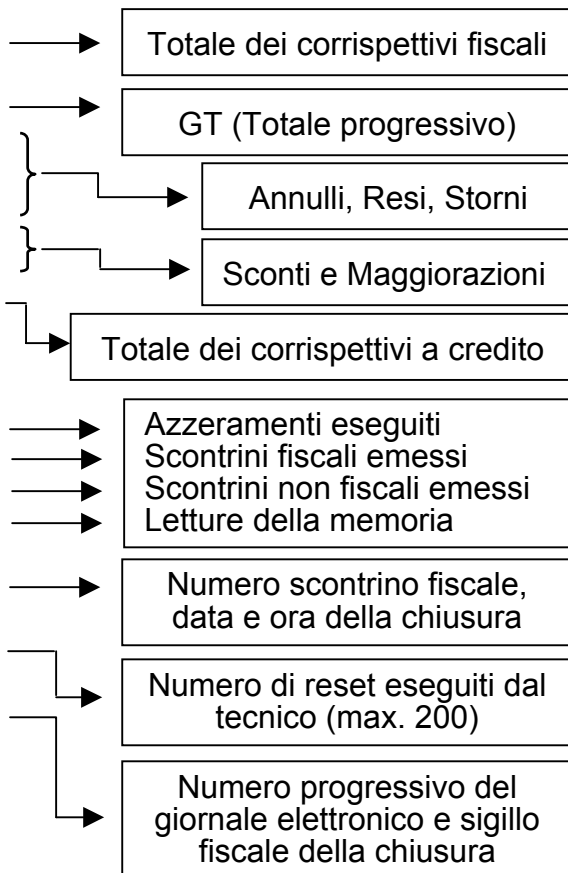 Totale dei corrispettivi fiscali
GT (Totale progressivo)
Annulli, Resi, Storni
Sconti e Maggiorazioni
Totale dei corrispettivi a credito
Azzeramenti eseguiti
Scontrini fiscali emessi
Scontrini non fiscali emessi
Letture della memoria
Numero scontrino fiscale,
data e ora della chiusura
Numero di reset eseguiti dal
tecnico (max. 200)
Numero progressivo del
giornale elettronico e sigillo
fiscale della chiusura